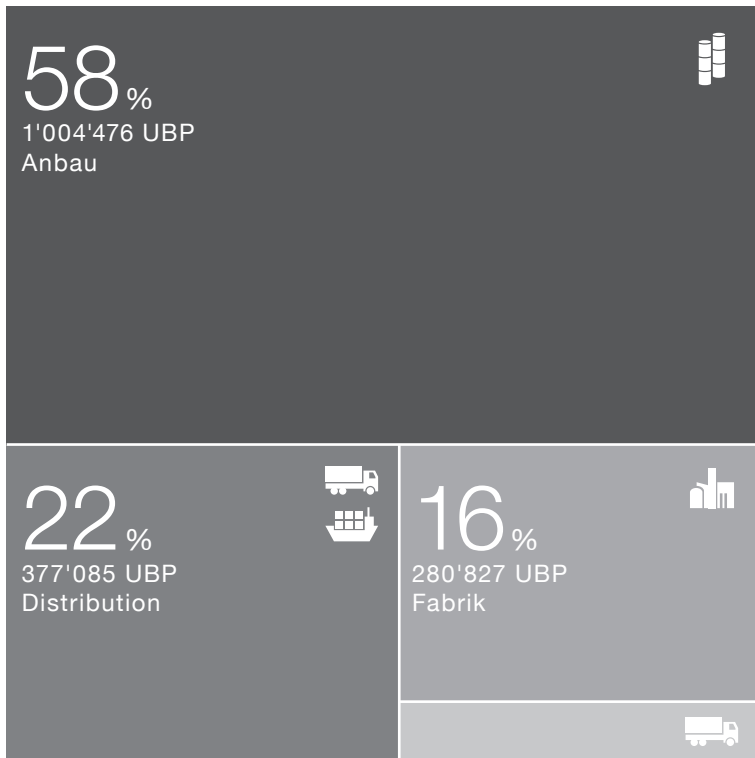 58%
1'004'476 UBP
Anbau
22%
377'085 UBP
Distribution
16%
280'827 UBP
Fabrik